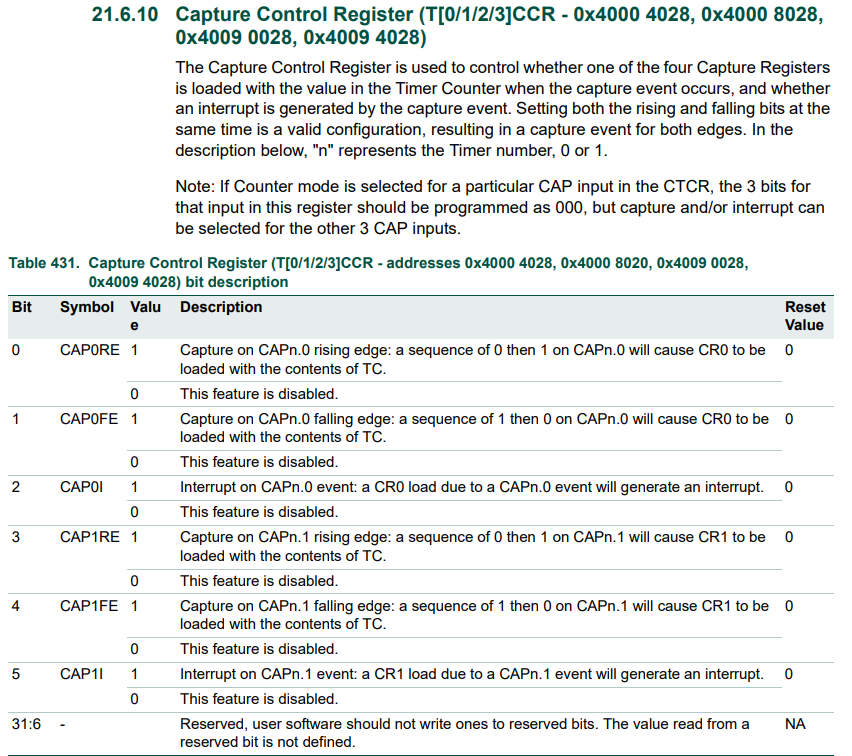 21.6.10 Capture Control Register (T[0/1/2/3]CCR - 0x4000 4028, 0x4000 8028,
0x4009 0028, 0x4009 4028)
The Capture Control Register is used to control whether one of the four Capture Registers
is loaded with the value in the Timer Counter when the capture event occurs, and whether
an interrupt is generated by the capture event. Setting both the rising and falling bits at the
same time is a valid configuration, resulting in a capture event for both edges. In the
description below, "n" represents the Timer number, 0 or 1.
Note: If Counter mode is selected for a particular CAP input in the CTCR, the 3 bits for
that input in this register should be programmed as 000, but capture and/or interrupt can
be selected for the other 3 CAP inputs.
Table 431. Capture Control Register (T[0/1/2/3]CCR - addresses 0x4000 4028, 0x4000 8020, 0x4009 0028,
0x4009 4028) bit description
Bit Symbol Valu Description Reset
e Value
0 CAP0RE 1 Capture on CAPn.0 rising edge: a sequence of 0 then 1 on CAPn.0 will cause CR0 to be 0
loaded with the contents of TC.
0 This feature is disabled.
1 CAP0FE 1 Capture on CAPn.0 falling edge: a sequence of 1 then 0 on CAPn.0 will cause CR0 to be 0
loaded with the contents of TC.
0 This feature is disabled.
2 CAP0I 1 Interrupt on CAPn.0 event: a CR0 load due to a CAPn.0 event will generate an interrupt. 0
0 This feature is disabled.
3 CAP1RE 1 Capture on CAPn.1 rising edge: a sequence of 0 then 1 on CAPn.1 will cause CR1 to be 0
loaded with the contents of TC.
0 This feature is disabled.
4 CAP1FE 1 Capture on CAPn.1 falling edge: a sequence of 1 then 0 on CAPn.1 will cause CR1 to be 0
loaded with the contents of TC.
0 This feature is disabled.
5 CAP1I 1 Interrupt on CAPn.1 event: a CR1 load due to a CAPn.1 event will generate an interrupt. 0
0 This feature is disabled.
31:6 - Reserved, user software should not write ones to reserved bits. The value read from a NA
reserved bit is not defined.